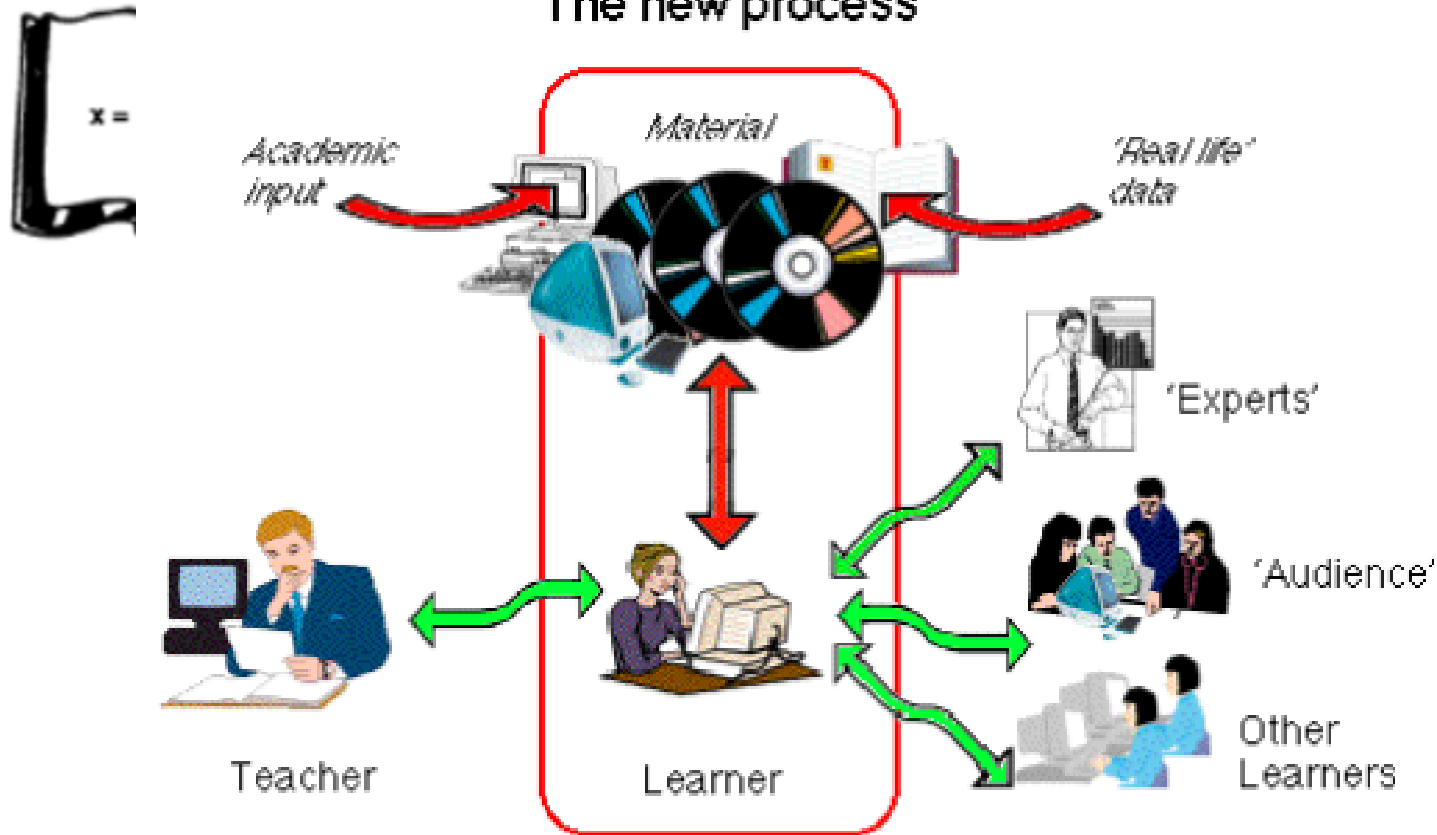 The new process
x =
Material
Academic
input
'Real life'
data
'Experts'
'Audience'
Other
Learners
Teacher
Learner